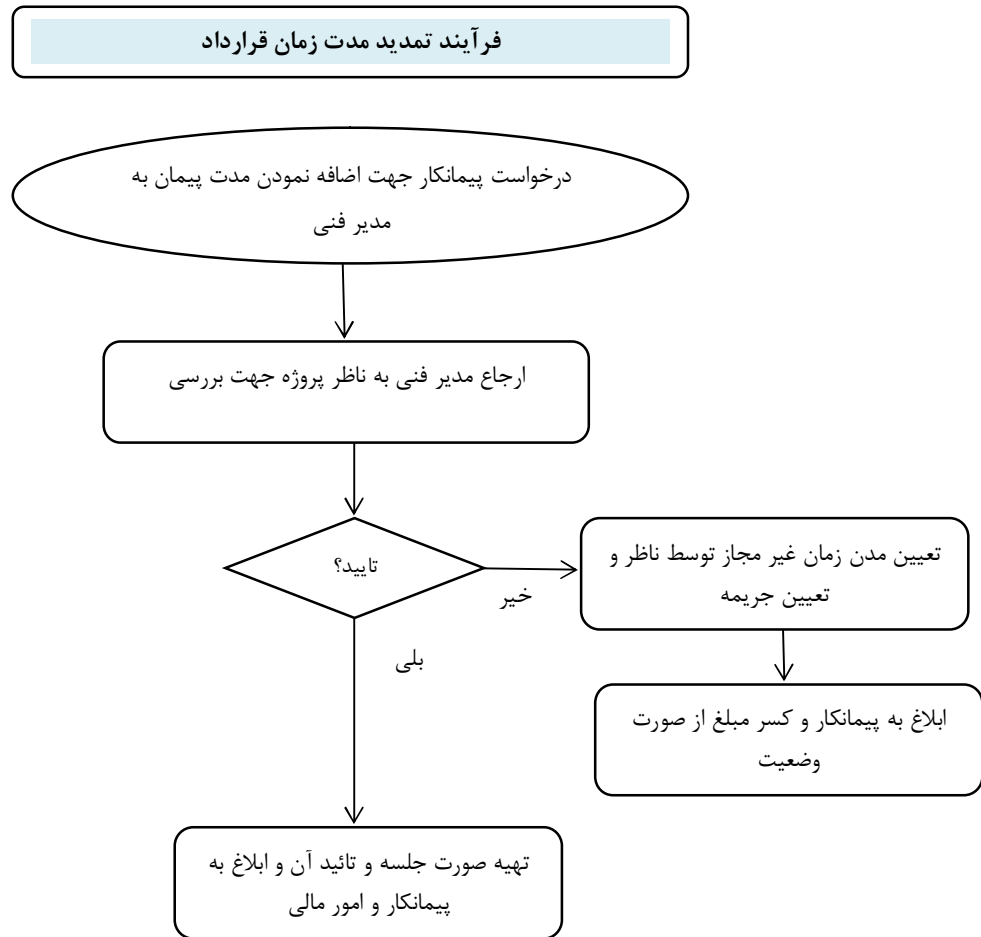 فرآیند تمدید مدت زمان قرارداد
درخواست پیمانکار جهت اضافه نمودن مدت پیمان به
مدیر فنی
ارجاع مدیر فنی به ناظر پروژه جهت بررسی
تایید؟
خیر
تعیین مدن زمان غیر مجاز توسط ناظر و
تعیین جریمه
بلی
ابلاغ به پیمانکار و کسر مبلغ از صورت
وضعیت
تهیه صورت جلسه و تائید آن و ابلاغ به
پیمانکار و امور مالی